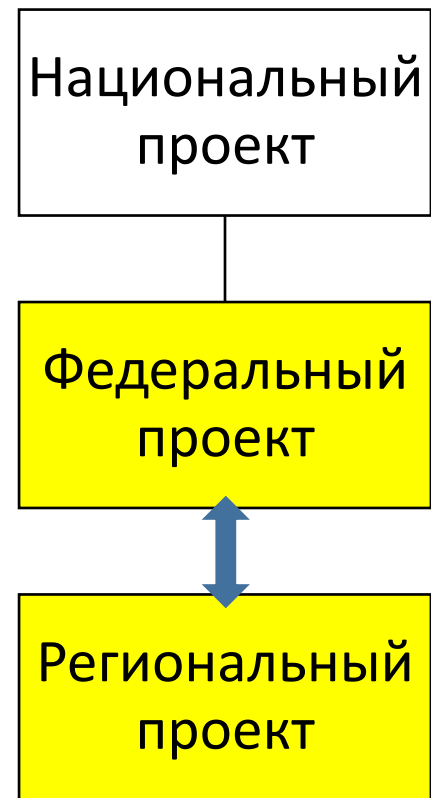 Национальный
проект
Федеральный
проект
Региональный
проект